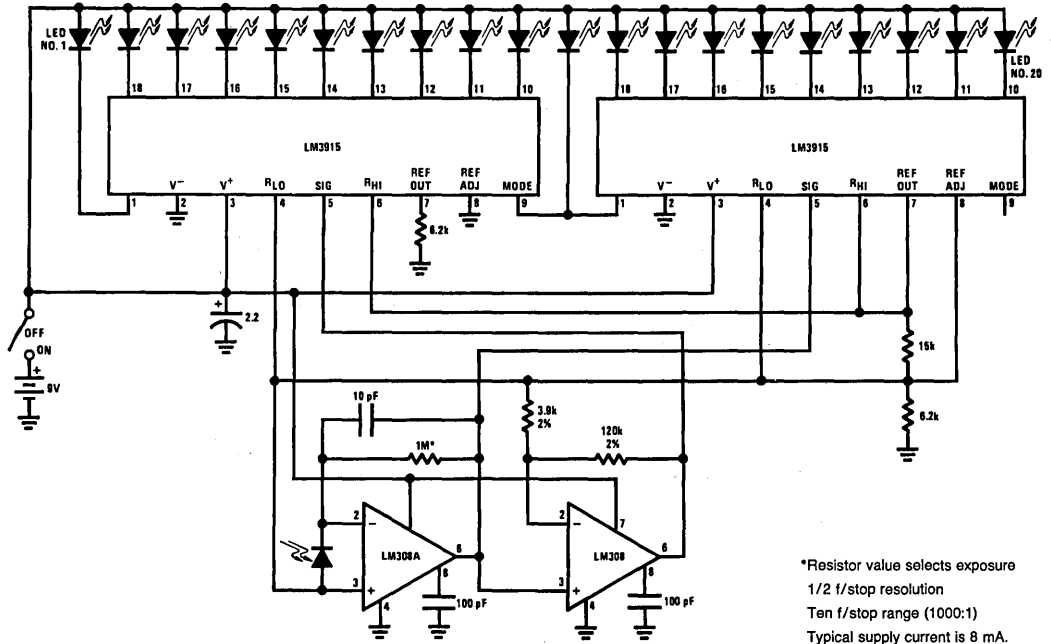 LED
NO. 1
LED
NO. 20
18 17 16 15 14 13 12 11 10
18 17 16 15 14 13 12 11 10
LM3915
LM3915
V− V+ RLO SIG RHI REF OUT REF ADJ MODE
V− V+ RLO SIG RHI REF OUT REF ADJ MODE
1 2 3 4 5 6 7 8 9
1 2 3 4 5 6 7 8 9
6.2k
+
2.2
OFF
ON
+
9V
15k
6.2k
10 pF
3.9k
2%
120k
2%
1M*
2 −
7
2 −
LM308A
6
LM308
6
3 +
8
3 +
8
4
100 pF
4
100 pF
*Resistor value selects exposure
1/2 f/stop resolution
Ten f/stop range (1000:1)
Typical supply current is 8 mA.